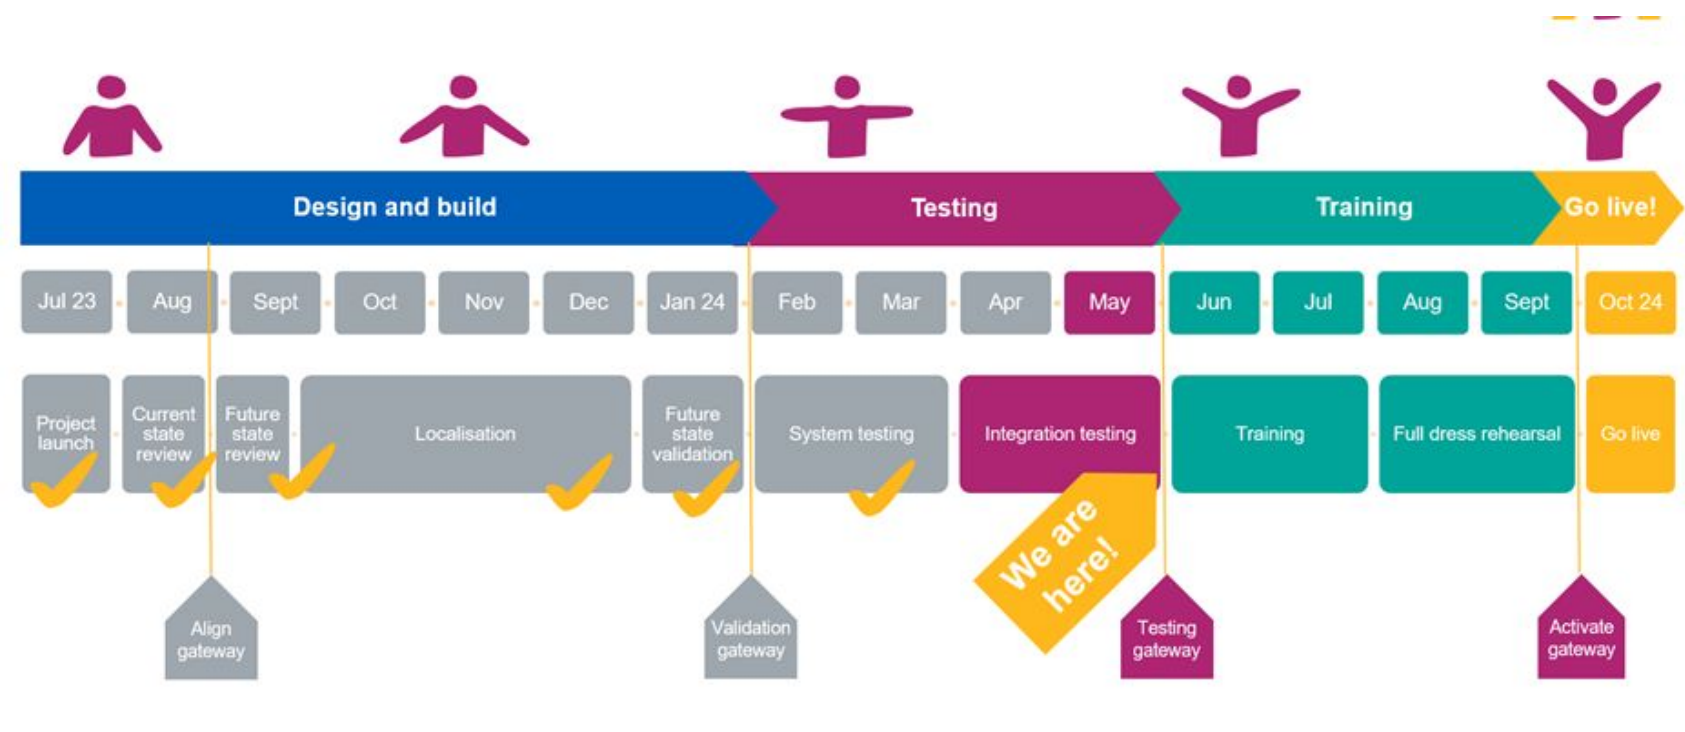 Design and build
Testing
Training
Go live!
Jul 23
Aug
Sept
Oct
Nov
Dec
Jan 24
Feb
Mar
Apr
May
Jun
Jul
Aug
Sept
Oct 24
Project
launch
Current
state
review
Future
state
review
Localisation
Future
state
validation
System testing
Integration testing
Training
Full dress rehearsal
Go live
We are
here!
Align
gateway
Validation
gateway
Testing
gateway
Activate
gateway